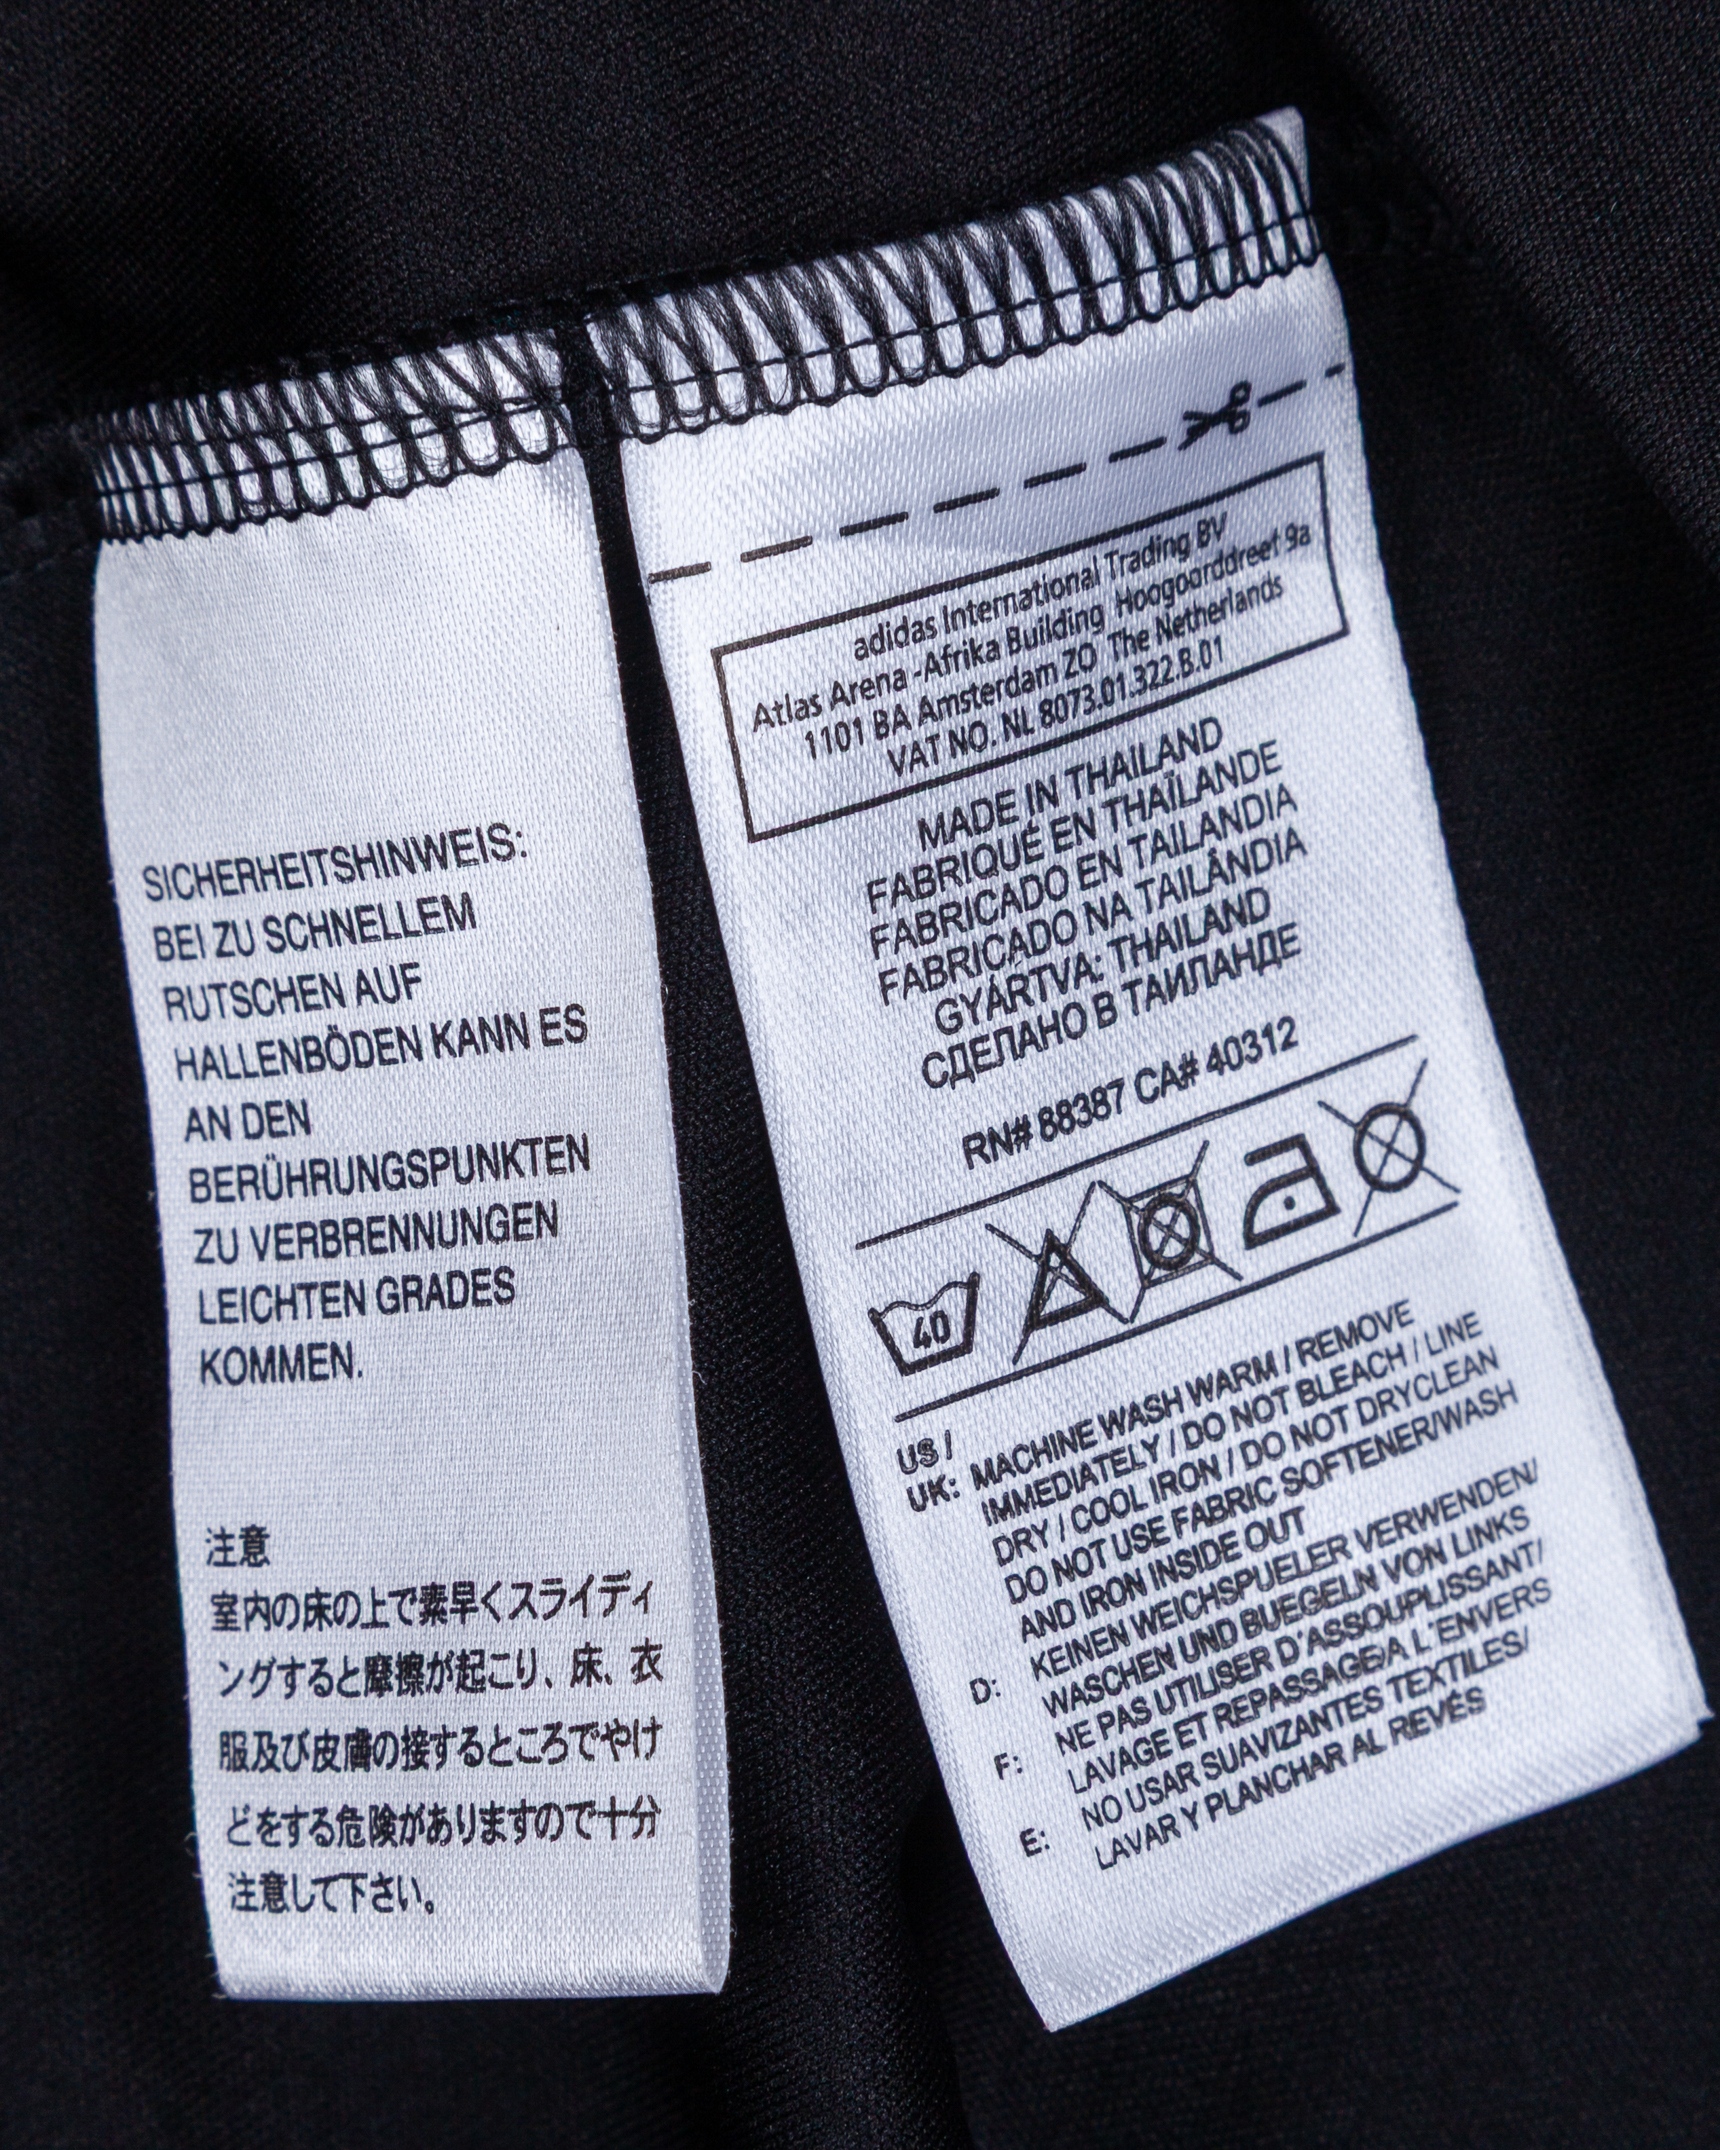 SICHERHEITSHINWEIS:
BEI ZU SCHNELLEM
RUTSCHEN AUF
HALLENBÖDEN KANN ES
AN DEN
BERÜHRUNGSPUNKTEN
ZU VERBRENNUNGEN
LEICHTEN GRADES
KOMMEN.
注意
室内の床の上で素早くスライディ
ングすると摩擦が起こり、床、衣
服及び皮膚の接するところでやけ
どをする危険がありますので十分
注意して下さい。
adidas International Trading BV
Atlas Arena -Afrika Building Hoogoorddreef 9a
1101 BA Amsterdam ZO The Netherlands
VAT NO. NL 8073.01.322.B.01
MADE IN THAILAND
FABRIQUÉ EN THAÏLANDE
FABRICADO EN TAILANDIA
FABRICADO NA TAILÂNDIA
GYÁRTVA: THAILAND
СДЕЛАНО В ТАИЛАНДЕ
RN# 88387 CA# 40312
40
US / UK: MACHINE WASH WARM / REMOVE
IMMEDIATELY / DO NOT BLEACH / LINE
DRY / COOL IRON / DO NOT DRYCLEAN
DO NOT USE FABRIC SOFTENER/WASH
AND IRON INSIDE OUT
D: KEINEN WEICHSPUELER VERWENDEN/
WASCHEN UND BUEGELN VON LINKS
F: NE PAS UTILISER D'ASSOUPLISSANT/
LAVAGE ET REPASSAGE/A L'ENVERS
E: NO USAR SUAVIZANTES TEXTILES/
LAVAR Y PLANCHAR AL REVÉS